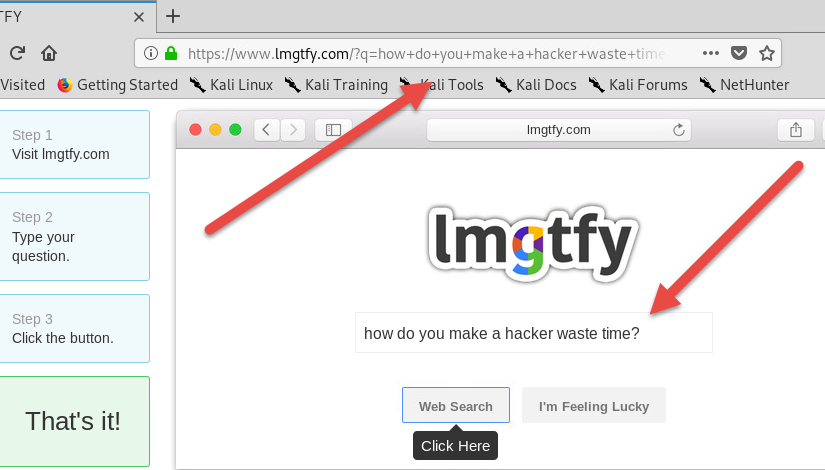 TFY
https://www.lmgtfy.com/?q=how+do+you+make+a+hacker+waste+time
Visited Getting Started Kali Linux Kali Training Kali Tools Kali Docs Kali Forums NetHunter
Step 1
Visit lmgtfy.com
Step 2
Type your
question.
Step 3
Click the button.
That's it!
lmgtfy.com
lmgtfy
how do you make a hacker waste time?
Web Search I'm Feeling Lucky
Click Here